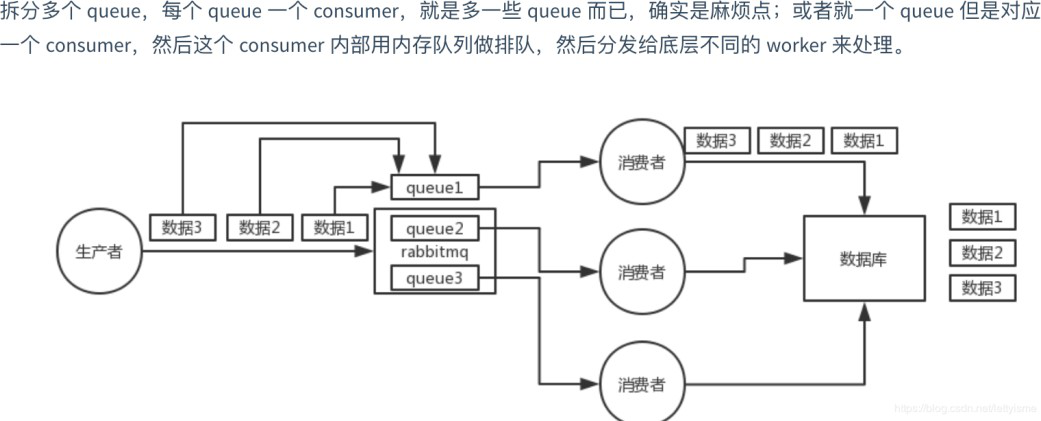 拆分多个 queue，每个 queue 一个 consumer，就是多一些 queue 而已，确实是麻烦点；或者就一个 queue 但是对应
一个 consumer，然后这个 consumer 内部用内存队列做排队，然后分发给底层不同的 worker 来处理。
消费者
数据3
数据2
数据1
queue1
生产者
数据3
数据2
数据1
queue2
rabbitmq
queue3
消费者
数据库
数据1
数据2
数据3
消费者